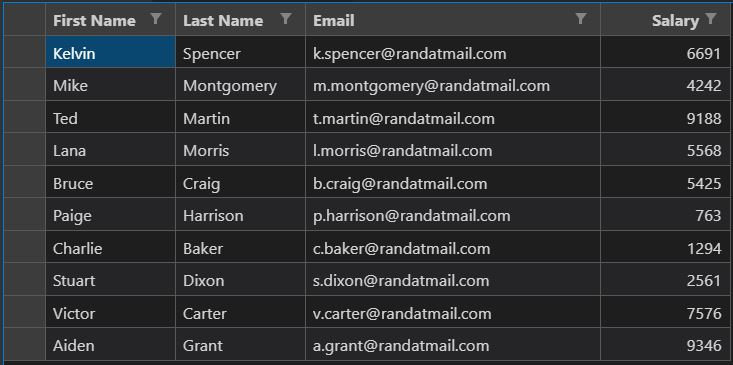 First Name Last Name Email Salary
Kelvin Spencer k.spencer@randatmail.com 6691
Mike Montgomery m.montgomery@randatmail.com 4242
Ted Martin t.martin@randatmail.com 9188
Lana Morris l.morris@randatmail.com 5568
Bruce Craig b.craig@randatmail.com 5425
Paige Harrison p.harrison@randatmail.com 763
Charlie Baker c.baker@randatmail.com 1294
Stuart Dixon s.dixon@randatmail.com 2561
Victor Carter v.carter@randatmail.com 7576
Aiden Grant a.grant@randatmail.com 9346